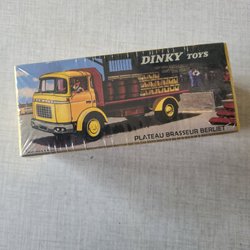 DINKY TOYS
PLATEAU BRASSEUR BERLIET